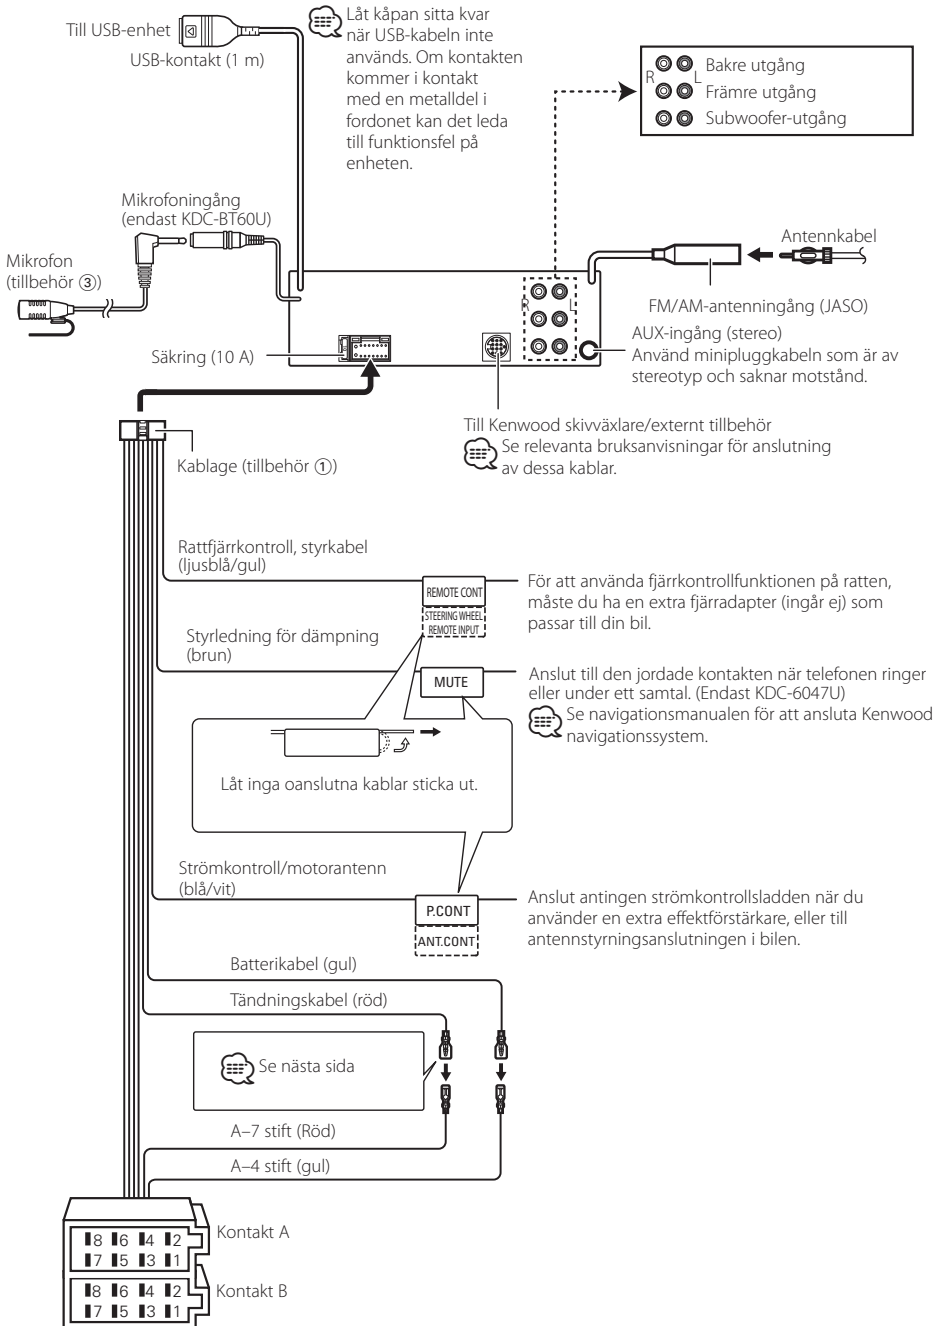 Till USB-enhet
USB-kontakt (1 m)
Låt kåpan sitta kvar
när USB-kabeln inte
används. Om kontakten
kommer i kontakt
med en metalldel i
fordonet kan det leda
till funktionsfel på
enheten.
R
L
Bakre utgång
Främre utgång
Subwoofer-utgång
Mikrofoningång
(endast KDC-BT60U)
Mikrofon
(tillbehör ③)
Antennkabel
FM/AM-antenningång (JASO)
R
L
AUX-ingång (stereo)
Använd minipluggkabeln som är av
stereotyp och saknar motstånd.
Säkring (10 A)
Till Kenwood skivväxlare/externt tillbehör
Se relevanta bruksanvisningar för anslutning
av dessa kablar.
Kablage (tillbehör ①)
Rattfjärrkontroll, styrkabel
(ljusblå/gul)
REMOTE CONT
STEERING WHEEL
REMOTE INPUT
För att använda fjärrkontrollfunktionen på ratten,
måste du ha en extra fjärradapter (ingår ej) som
passar till din bil.
Styrledning för dämpning
(brun)
MUTE
Anslut till den jordade kontakten när telefonen ringer
eller under ett samtal. (Endast KDC-6047U)
Se navigationsmanualen för att ansluta Kenwood
navigationssystem.
Låt inga oanslutna kablar sticka ut.
Strömkontroll/motorantenn
(blå/vit)
P.CONT
ANT.CONT
Anslut antingen strömkontrollsladden när du
använder en extra effektförstärkare, eller till
antennstyrningsanslutningen i bilen.
Batterikabel (gul)
Tändningskabel (röd)
Se nästa sida
A–7 stift (Röd)
A–4 stift (gul)
Kontakt A
8 6 4 2
7 5 3 1
Kontakt B
8 6 4 2
7 5 3 1